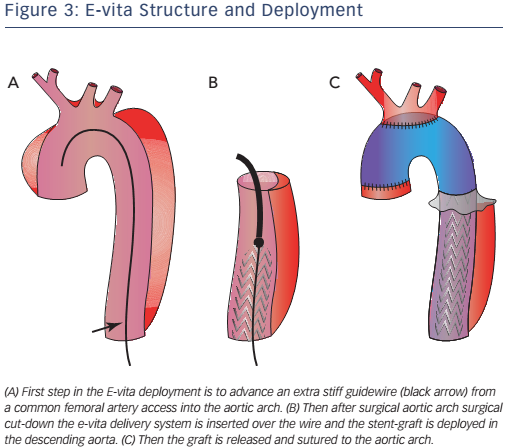 Figure 3: E-vita Structure and Deployment
A
B
C
(A) First step in the E-vita deployment is to advance an extra stiff guidewire (black arrow) from
a common femoral artery access into the aortic arch. (B) Then after surgical aortic arch surgical
cut-down the e-vita delivery system is inserted over the wire and the stent-graft is deployed in
the descending aorta. (C) Then the graft is released and sutured to the aortic arch.